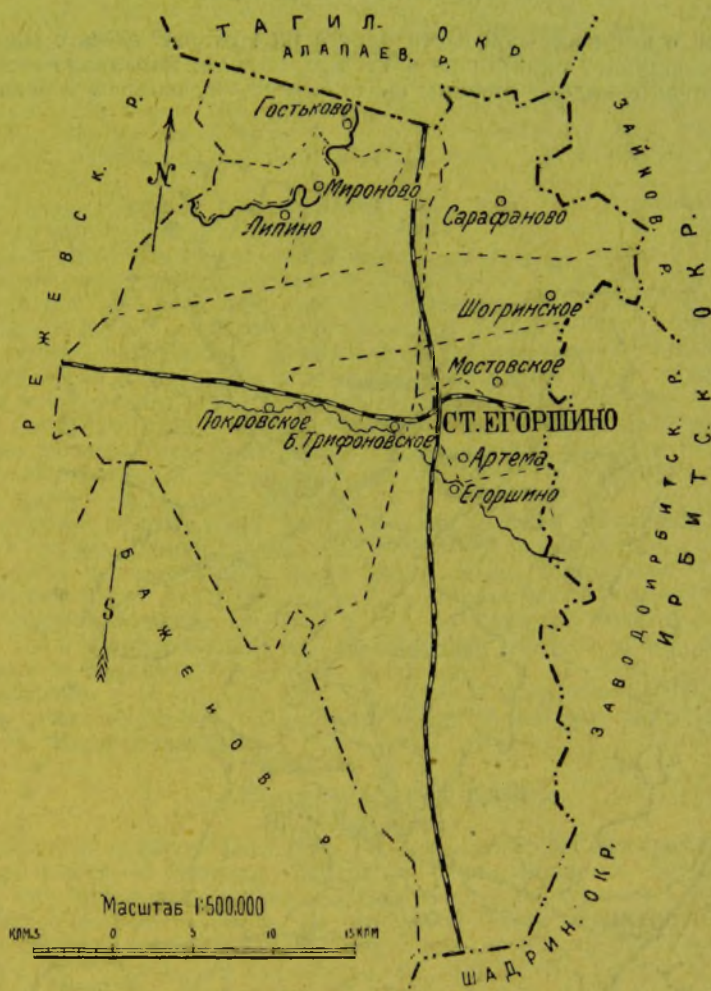 ТАГИЛ. ОКР
АЛАПАЕВ. Р.
РЕЖЕВСК. Р.
ЗАЙКОВ. Р.
Гостьково
N
Мироново
Липино
Сарафаново
Шогринское
Мостовское
Покровское
Б. Трифоновское
СТ. ЕГОРШИНО
Артема
Егоршино
ИРБИТСК. ОКР.
ЗАВОДОИРБИТСК. Р.
S
БАЖЕНОВ. Р
Масштаб 1:500.000
КЛМ.5 0 5 10 15 КЛМ
ШАДРИН. ОКР.